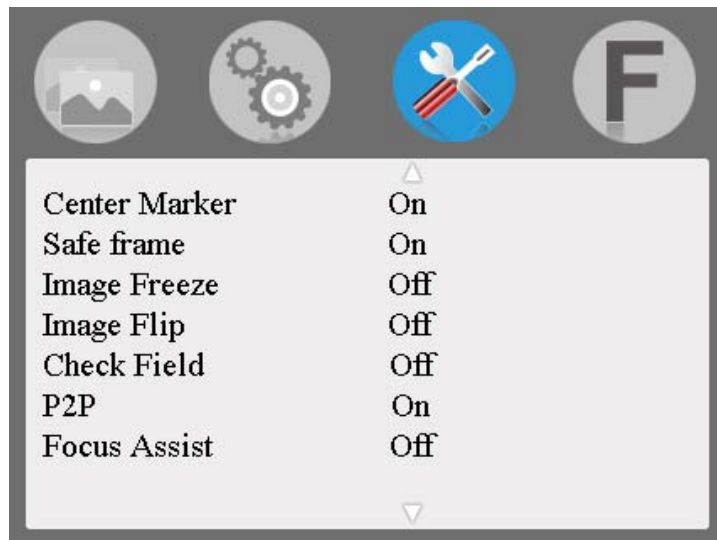 F
Center Marker On
Safe frame On
Image Freeze Off
Image Flip Off
Check Field Off
P2P On
Focus Assist Off